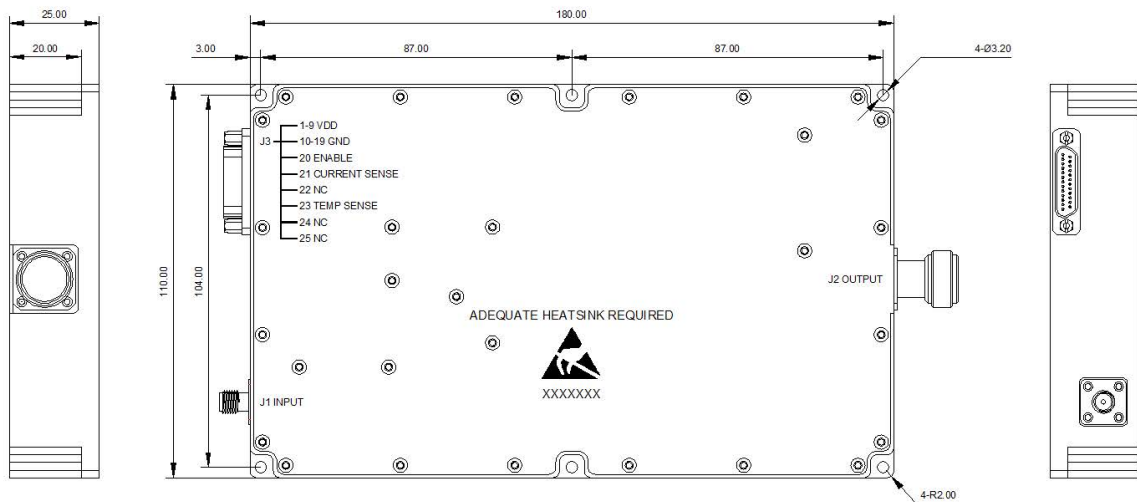 25.00
180.00
20.00
3.00
87.00
87.00
4-Ø3.20
J3
1-9 VDD
10-19 GND
20 ENABLE
21 CURRENT SENSE
22 NC
23 TEMP SENSE
24 NC
25 NC
110.00
104.00
J2 OUTPUT
ADEQUATE HEATSINK REQUIRED
XXXXXXX
J1 INPUT
4-R2.00